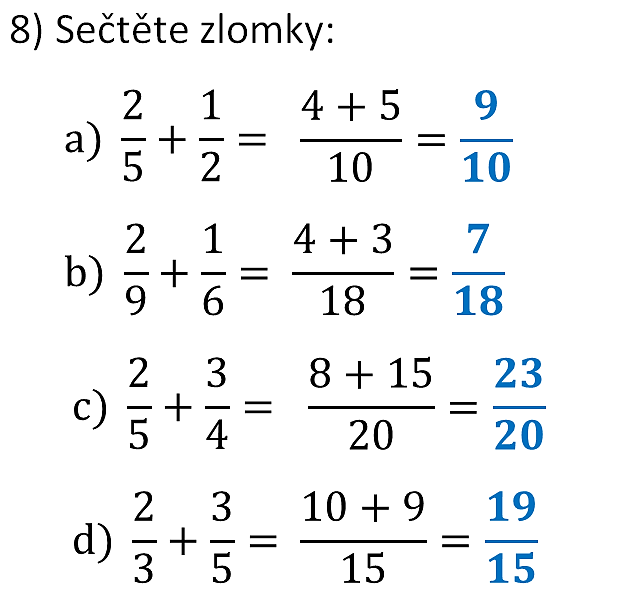 8) Sečtěte zlomky:
a) 2/5 + 1/2 = (4 + 5)/10 = 9/10
b) 2/9 + 1/6 = (4 + 3)/18 = 7/18
c) 2/5 + 3/4 = (8 + 15)/20 = 23/20
d) 2/3 + 3/5 = (10 + 9)/15 = 19/15